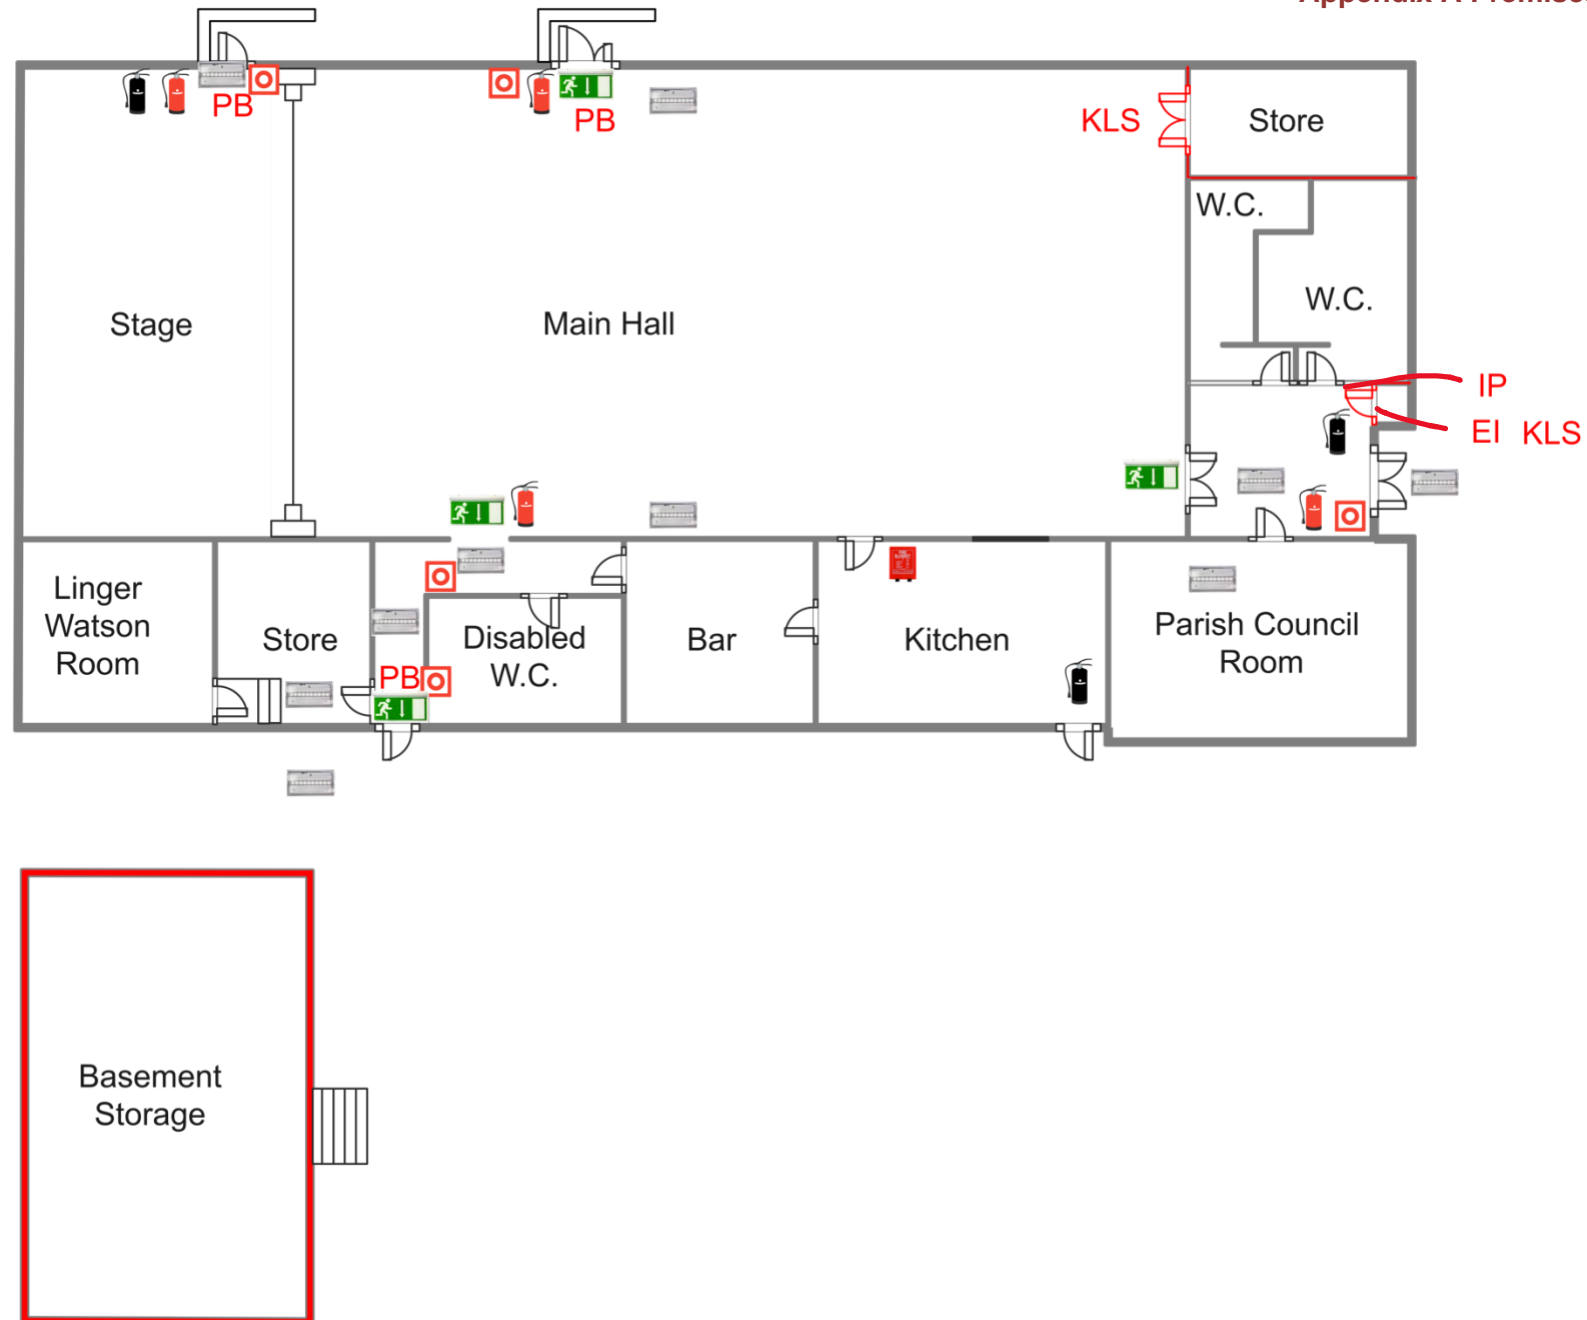 PB
PB
KLS
Store
W.C.
W.C.
Stage
Main Hall
IP
EI KLS
Linger
Watson
Room
Store
PB
Disabled
W.C.
Bar
Kitchen
Parish Council
Room
Basement
Storage